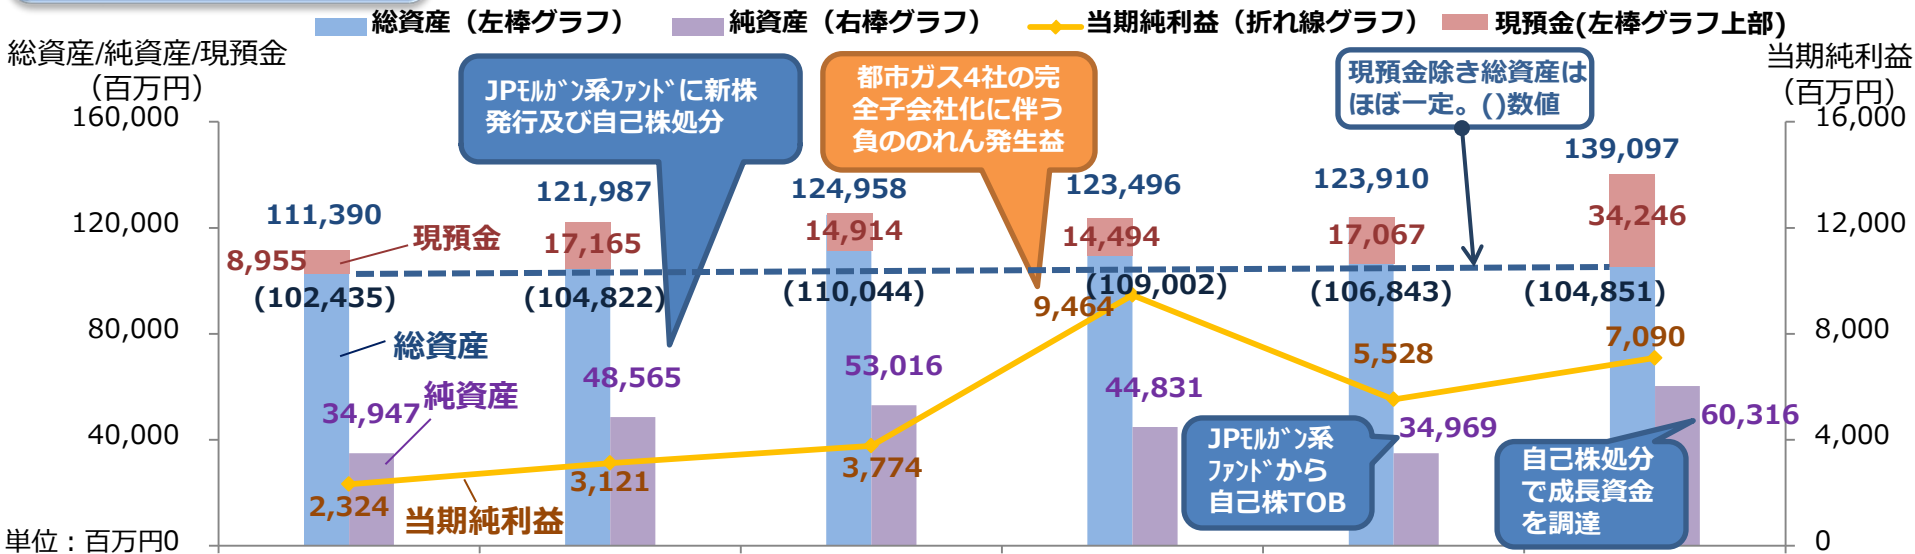 総資産（左棒グラフ） 純資産（右棒グラフ） 当期純利益（折れ線グラフ） 現預金(左棒グラフ上部)
総資産/純資産/現預金
（百万円）
当期純利益
（百万円）
160,000
120,000
80,000
40,000
単位：百万円0
16,000
12,000
8,000
4,000
0
JPﾓﾙｶﾞﾝ系ﾌｧﾝﾄﾞに新株
発行及び自己株処分
都市ガス4社の完
全子会社化に伴う
負ののれん発生益
現預金除き総資産は
ほぼ一定。()数値
111,390
121,987
124,958
123,496
123,910
139,097
8,955
現預金
17,165
14,914
14,494
17,067
34,246
(102,435)
(104,822)
(110,044)
(109,002)
(106,843)
(104,851)
総資産
純資産
34,947
48,565
53,016
44,831
34,969
60,316
2,324
当期純利益
3,121
3,774
9,464
5,528
7,090
JPﾓﾙｶﾞﾝ系
ﾌｧﾝﾄﾞから
自己株TOB
自己株処分
で成長資金
を調達